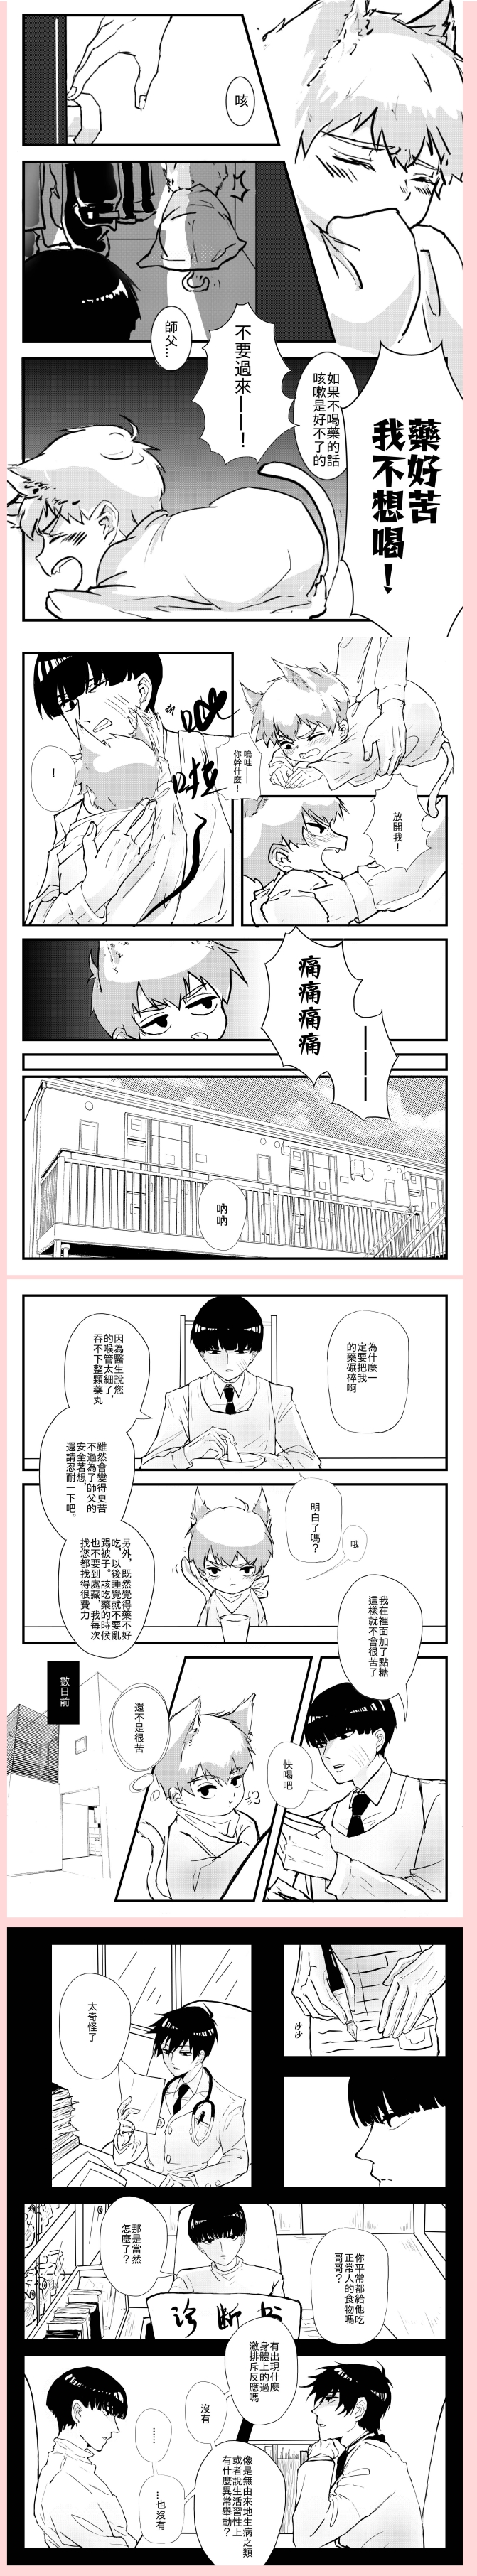 咳
師父…
不要過來——！
如果不喝藥的話
咳嗽是好不了的
藥好苦
我不想喝！
嗚哇——
你幹什麼！
！
放開我！
痛痛痛痛
———
吶吶
為什麼一
定要把我
的藥碾碎啊
因為醫生說您
的喉管太細了，
吞不下整顆藥丸
雖然會變得更苦
不過為了師父的
安全著想，
還請忍耐一下吧。
另外，既然覺得藥不好
吃，以後睡覺就不要亂
踢被子。該吃藥的時候
也不要到處藏，我每次
找您都找得很費力
明白了嗎？
哦
我在裡面加了點糖
這樣就不會很苦了
快喝吧
還不是很苦
數日前
沙沙
太奇怪了
你平常都給他吃
正常人的食物嗎
哥哥？
那是當然
怎麼了？
诊断书
有出現什麼
身體上的過
激排斥反應嗎
沒有
像是無由來地生病之類
或者說生活習性上
有什麼異常舉動？
……
…也沒有